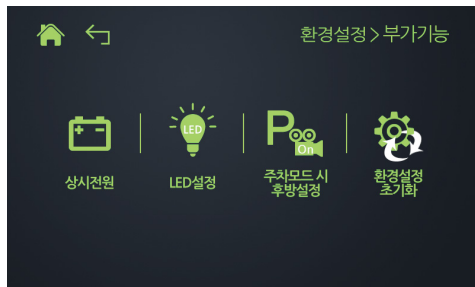 환경설정 > 부가기능
LED
P
On
상시전원
LED설정
주차모드 시
후방설정
환경설정
초기화